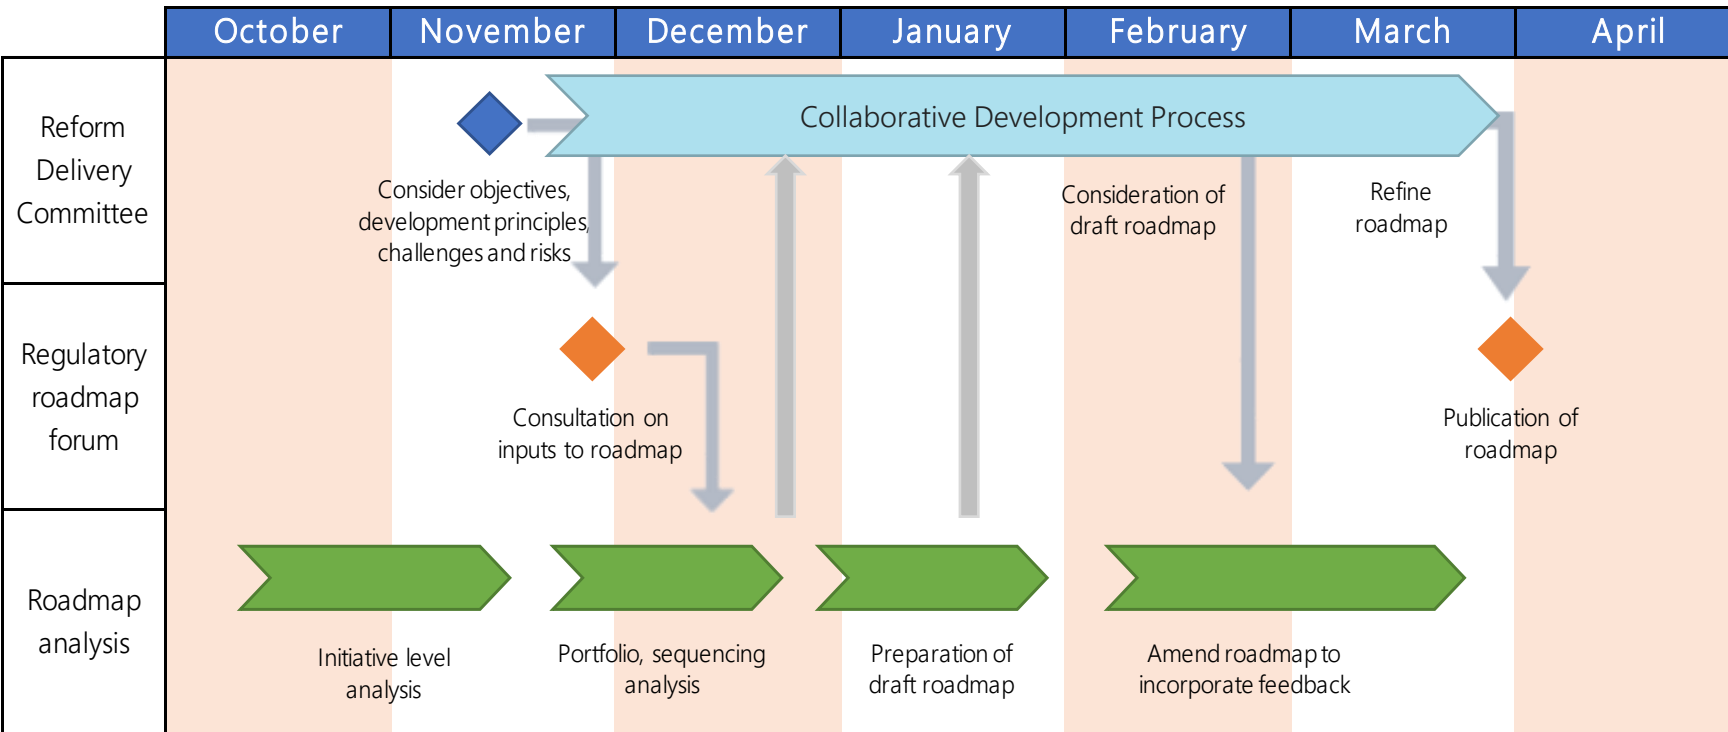 October November December January February March April
Reform
Delivery
Committee
Collaborative Development Process
Consider objectives,
development principles,
challenges and risks
Consideration of
draft roadmap
Refine
roadmap
Regulatory
roadmap
forum
Consultation on
inputs to roadmap
Publication of
roadmap
Roadmap
analysis
Initiative level
analysis
Portfolio, sequencing
analysis
Preparation of
draft roadmap
Amend roadmap to
incorporate feedback